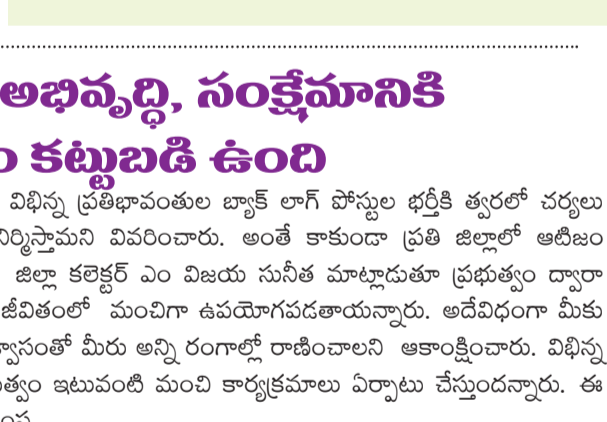 అభివృద్ధి, సంక్షేమానికి
కట్టుబడి ఉంది
విభిన్న ప్రతిభావంతుల బ్యాక్ లాగ్ పోస్టుల భర్తీకి త్వరలో చర్యలు
నిర్మిస్తామని వివరించారు. అంతే కాకుండా ప్రతి జిల్లాలో ఆటిజం
జిల్లా కలెక్టర్ ఎం విజయ సునీత మాట్లాడుతూ ప్రభుత్వం ద్వారా
జీవితంలో మంచిగా ఉపయోగపడతాయన్నారు. అదేవిధంగా మీకు
మీరు అన్ని రంగాల్లో రాణించాలని ఆకాంక్షించారు. విభిన్న
ఇటువంటి మంచి కార్యక్రమాలు ఏర్పాటు చేస్తుందన్నారు. ఈ